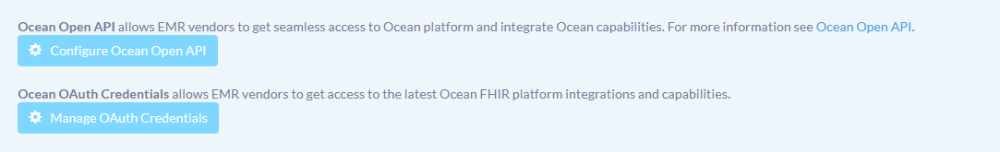 Ocean Open API allows EMR vendors to get seamless access to Ocean platform and integrate Ocean capabilities. For more information see Ocean Open API.
Configure Ocean Open API
Ocean OAuth Credentials allows EMR vendors to get access to the latest Ocean FHIR platform integrations and capabilities.
Manage OAuth Credentials